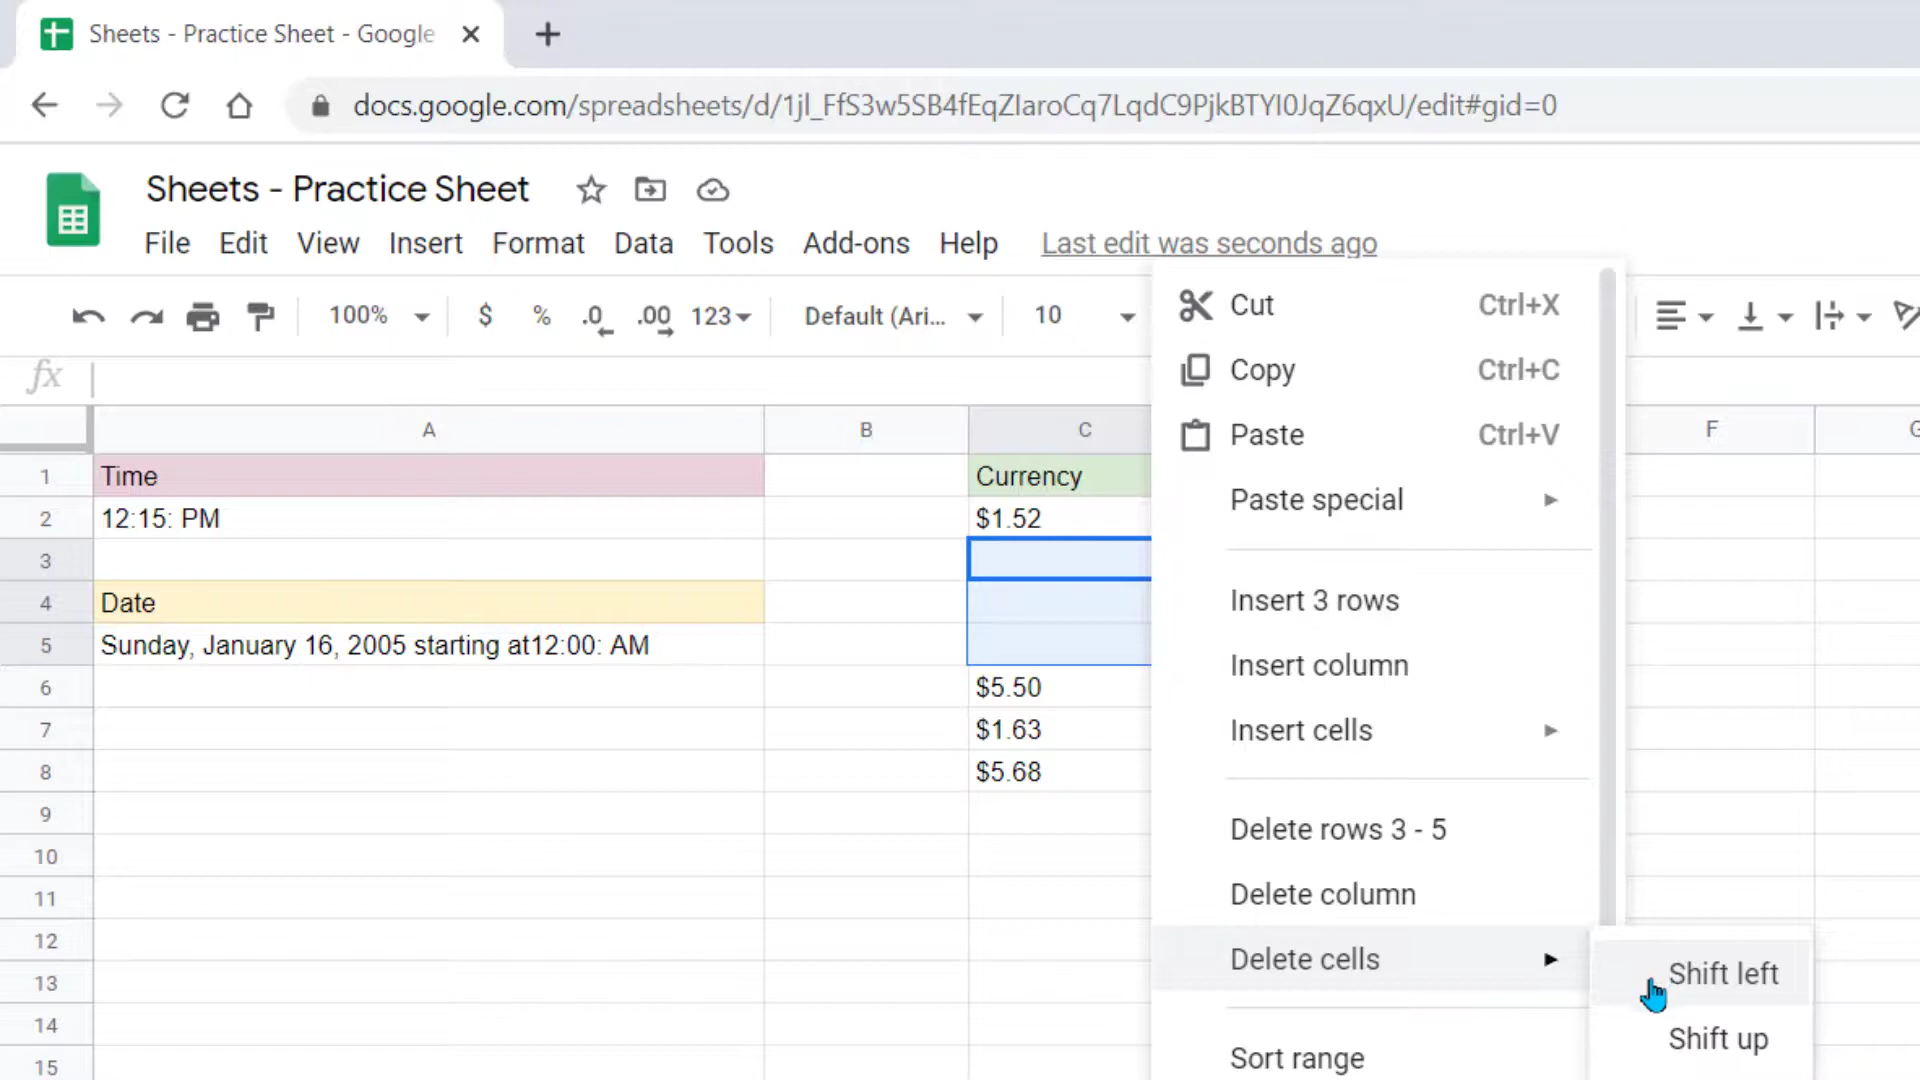 Sheets - Practice Sheet - Google
docs.google.com/spreadsheets/d/1jl_FfS3w5SB4fEqZIaroCq7LqdC9PjkBTYI0JqZ6qxU/edit#gid=0
Sheets - Practice Sheet
File Edit View Insert Format Data Tools Add-ons Help Last edit was seconds ago
100% $ % .0 .00 123 Default (Ari... 10
fx
A B C F G
1 Time Currency
2 12:15: PM $1.52
3
4 Date
5 Sunday, January 16, 2005 starting at12:00: AM
6 $5.50
7 $1.63
8 $5.68
9
10
11
12
13
14
15
Cut Ctrl+X
Copy Ctrl+C
Paste Ctrl+V
Paste special
Insert 3 rows
Insert column
Insert cells
Delete rows 3 - 5
Delete column
Delete cells
Sort range
Shift left
Shift up